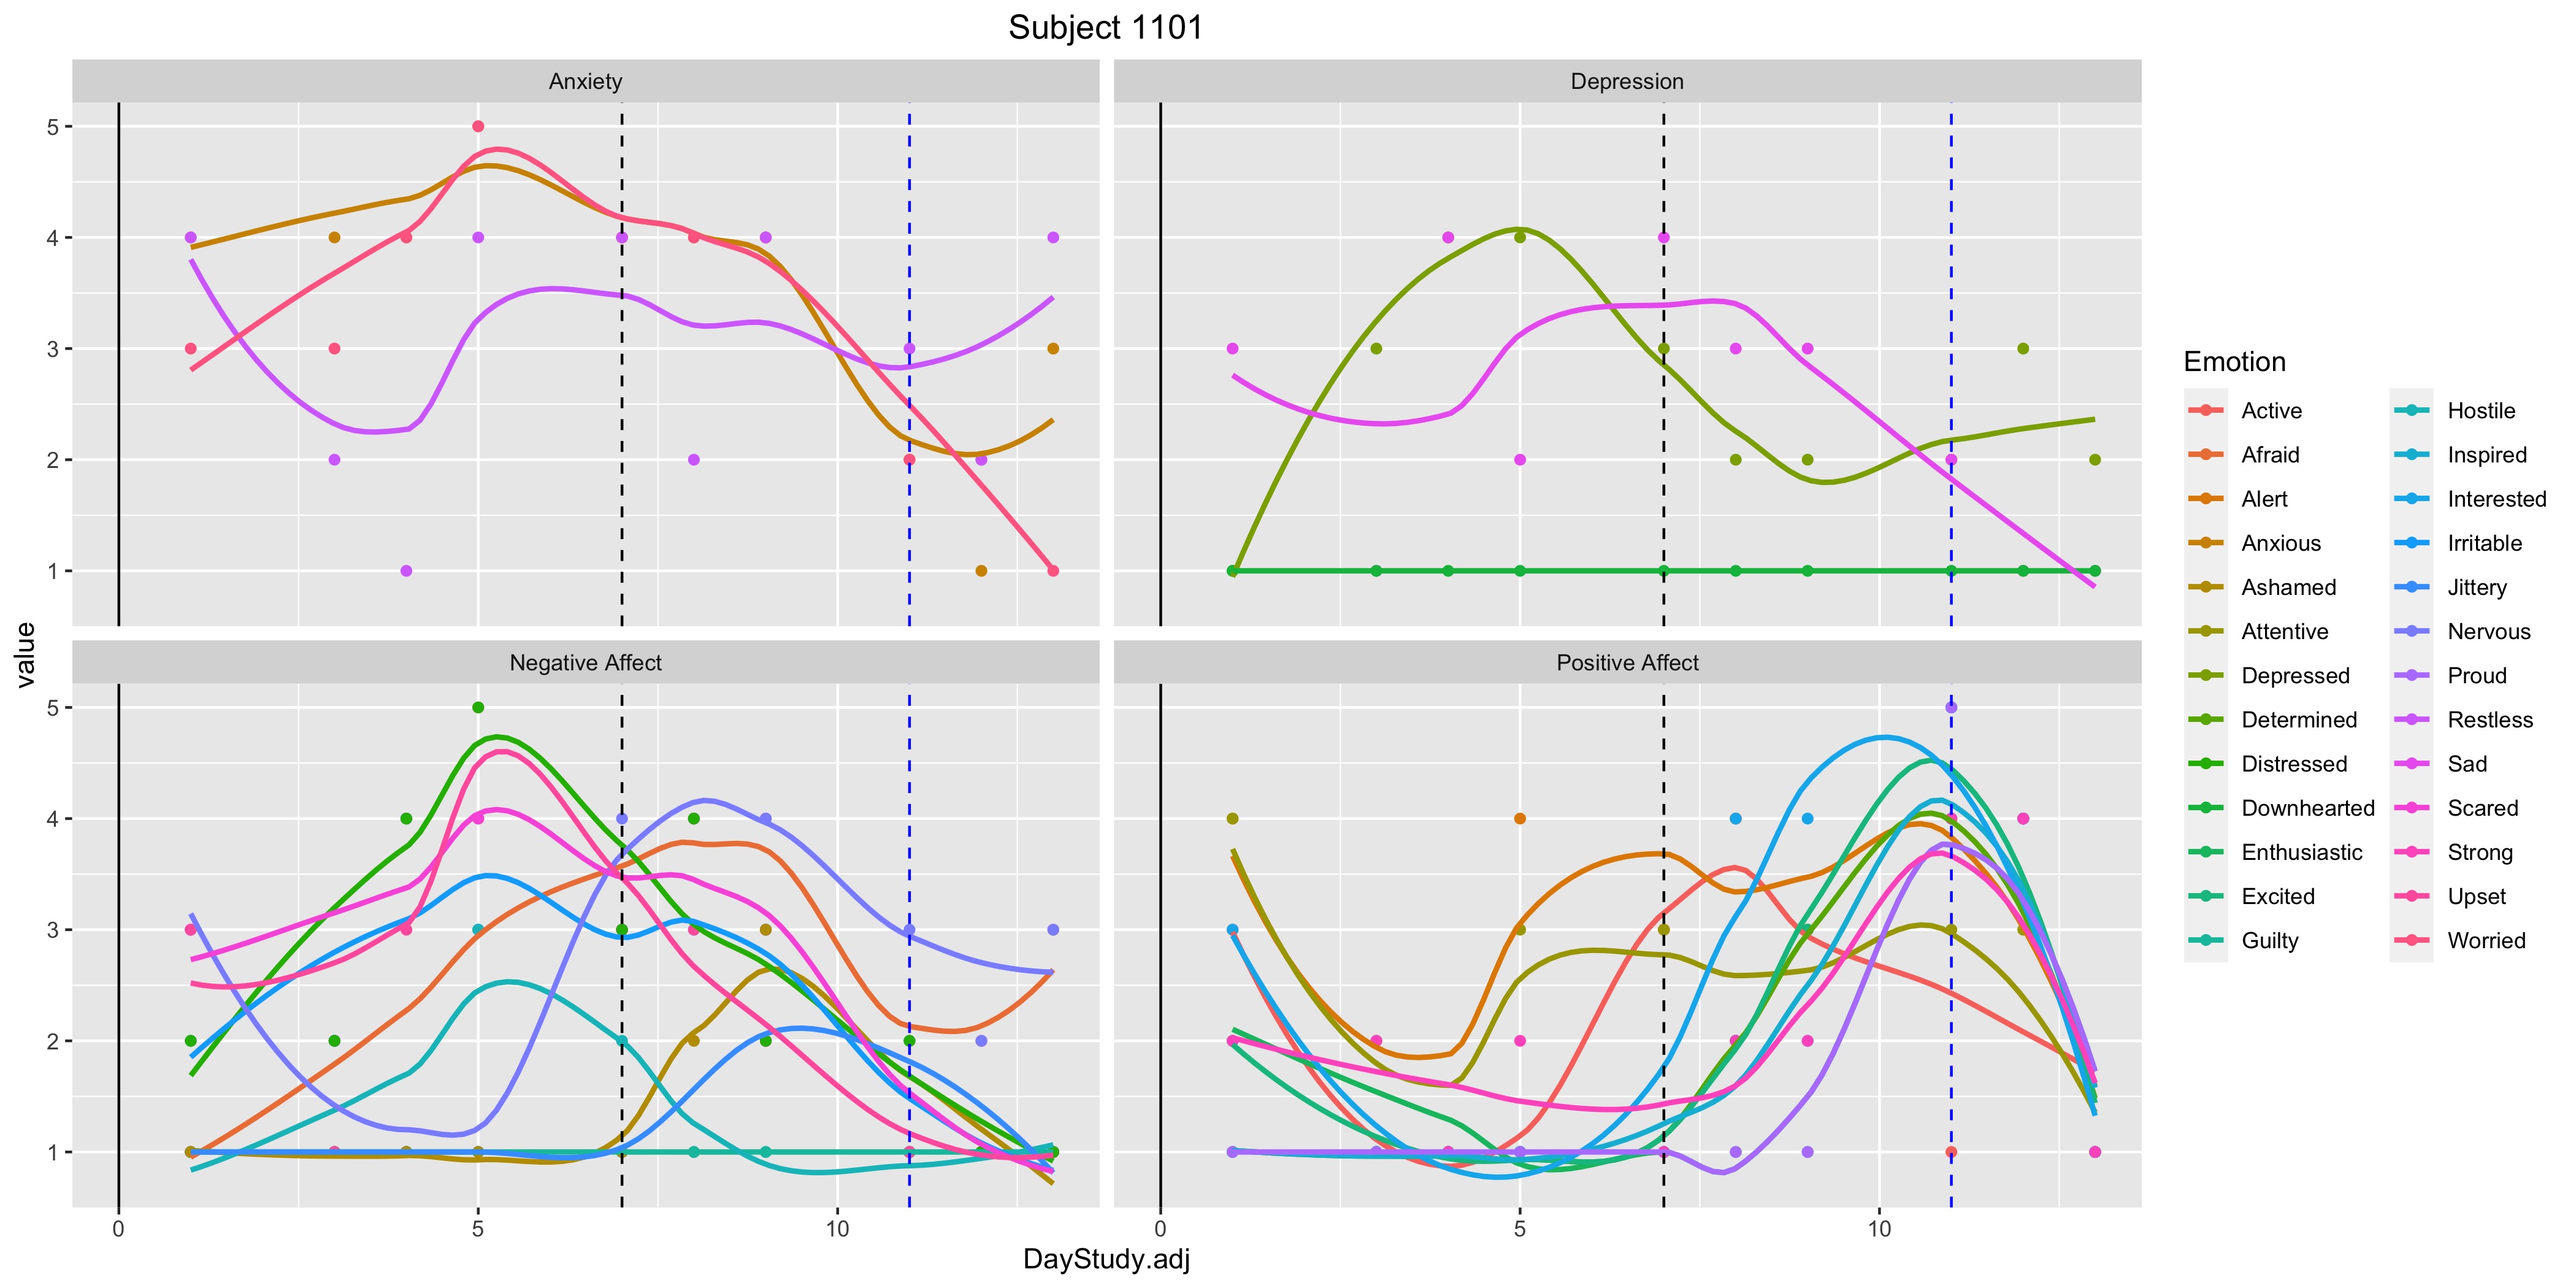 Subject 1101
Anxiety
Depression
5
4
3
2
1
value
Negative Affect
Positive Affect
5
4
3
2
1
0
5
10
0
5
10
DayStudy.adj
Emotion
Active
Afraid
Alert
Anxious
Ashamed
Attentive
Depressed
Determined
Distressed
Downhearted
Enthusiastic
Excited
Guilty
Hostile
Inspired
Interested
Irritable
Jittery
Nervous
Proud
Restless
Sad
Scared
Strong
Upset
Worried